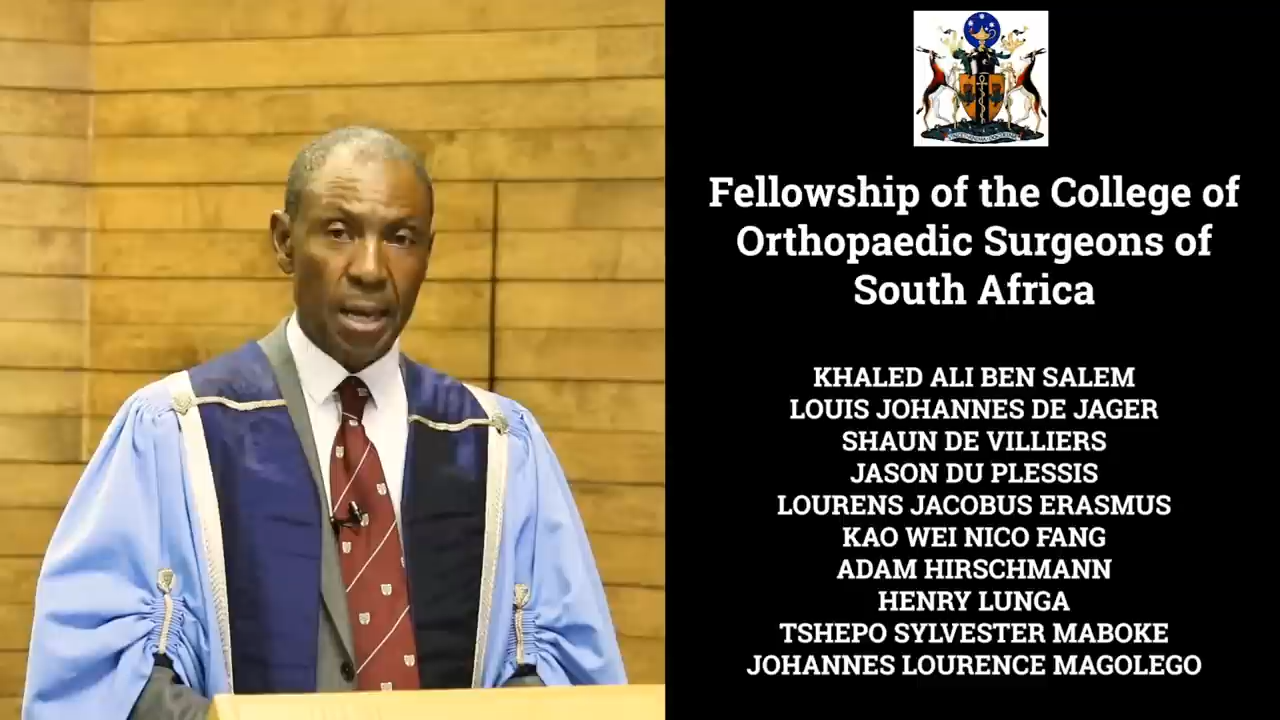 Fellowship of the College of
Orthopaedic Surgeons of
South Africa
KHALED ALI BEN SALEM
LOUIS JOHANNES DE JAGER
SHAUN DE VILLIERS
JASON DU PLESSIS
LOURENS JACOBUS ERASMUS
KAO WEI NICO FANG
ADAM HIRSCHMANN
HENRY LUNGA
TSHEPO SYLVESTER MABOKE
JOHANNES LOURENCE MAGOLEGO